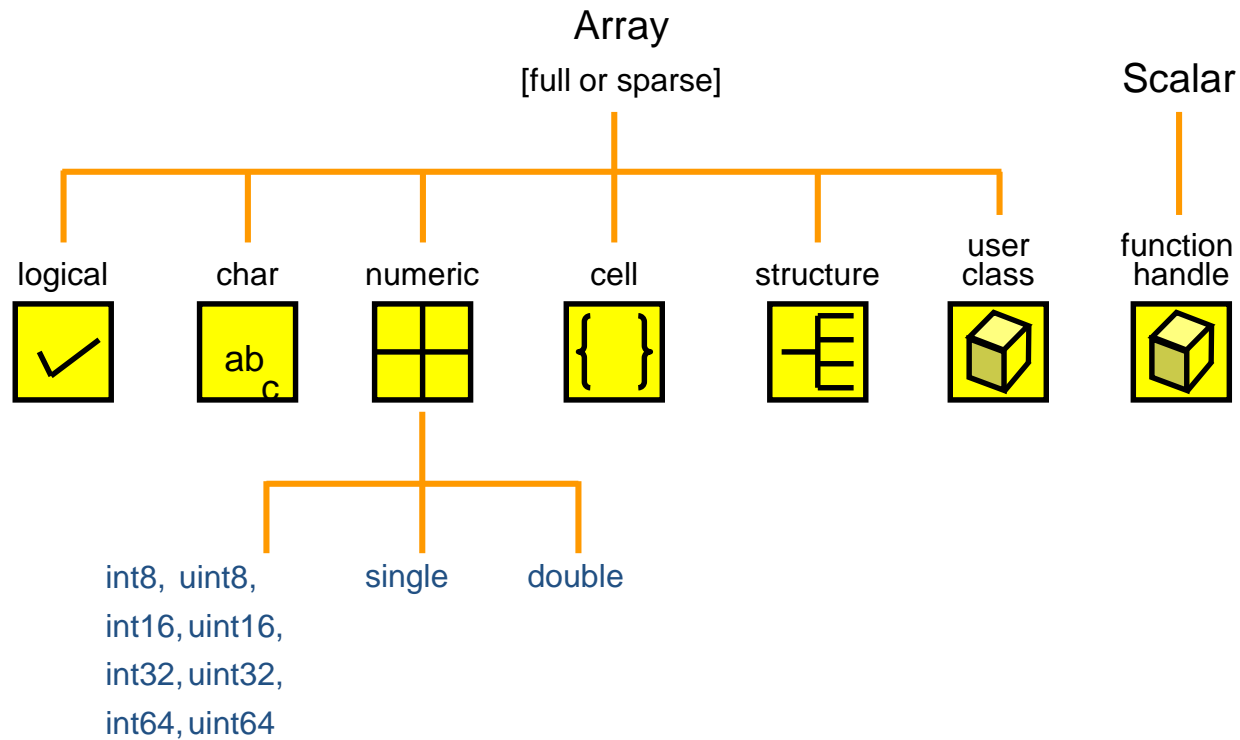 Array
[full or sparse]
Scalar
logical
char
numeric
cell
structure
user
class
function
handle
ab
c
int8, uint8,
int16, uint16,
int32, uint32,
int64, uint64
single
double